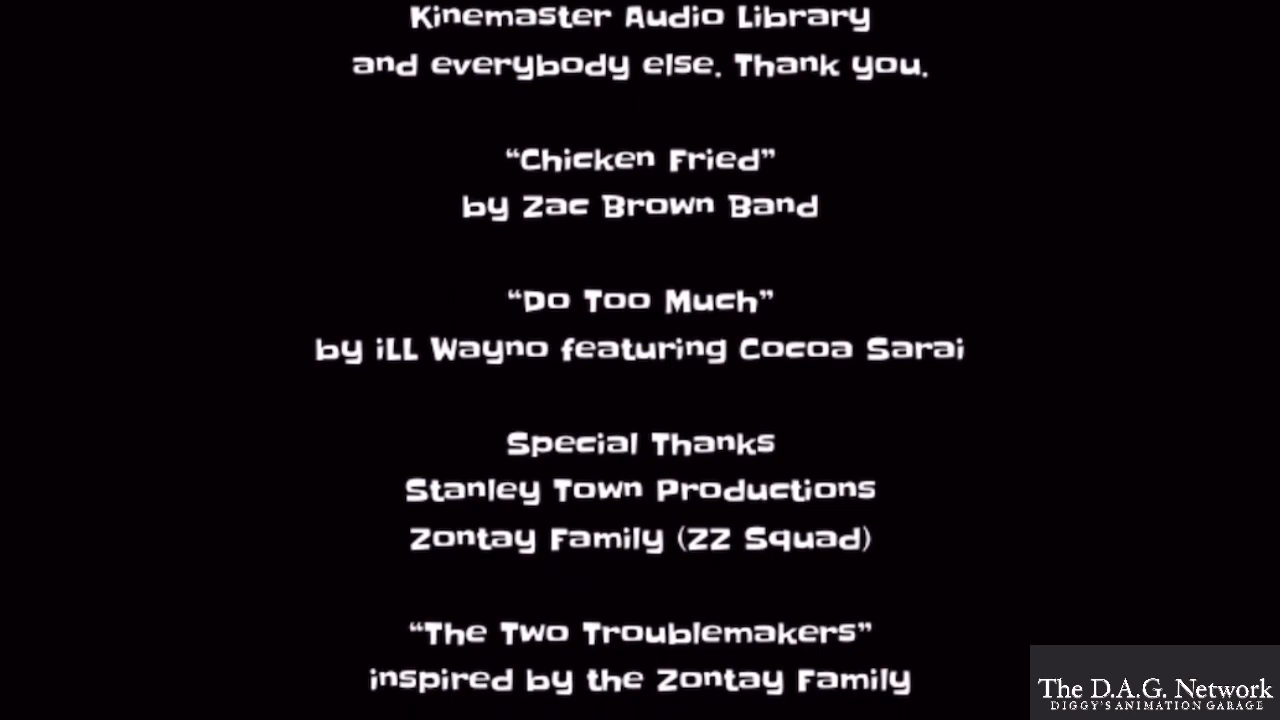 Kinemaster Audio Library
and everybody else. Thank you.
“Chicken Fried”
by Zac Brown Band
“Do Too Much”
by iLL Wayno featuring Cocoa Sarai
Special Thanks
Stanley Town Productions
Zontay Family (ZZ Squad)
“The Two Troublemakers”
inspired by the Zontay Family
The D.A.G. Network
DIGGY'S ANIMATION GARAGE